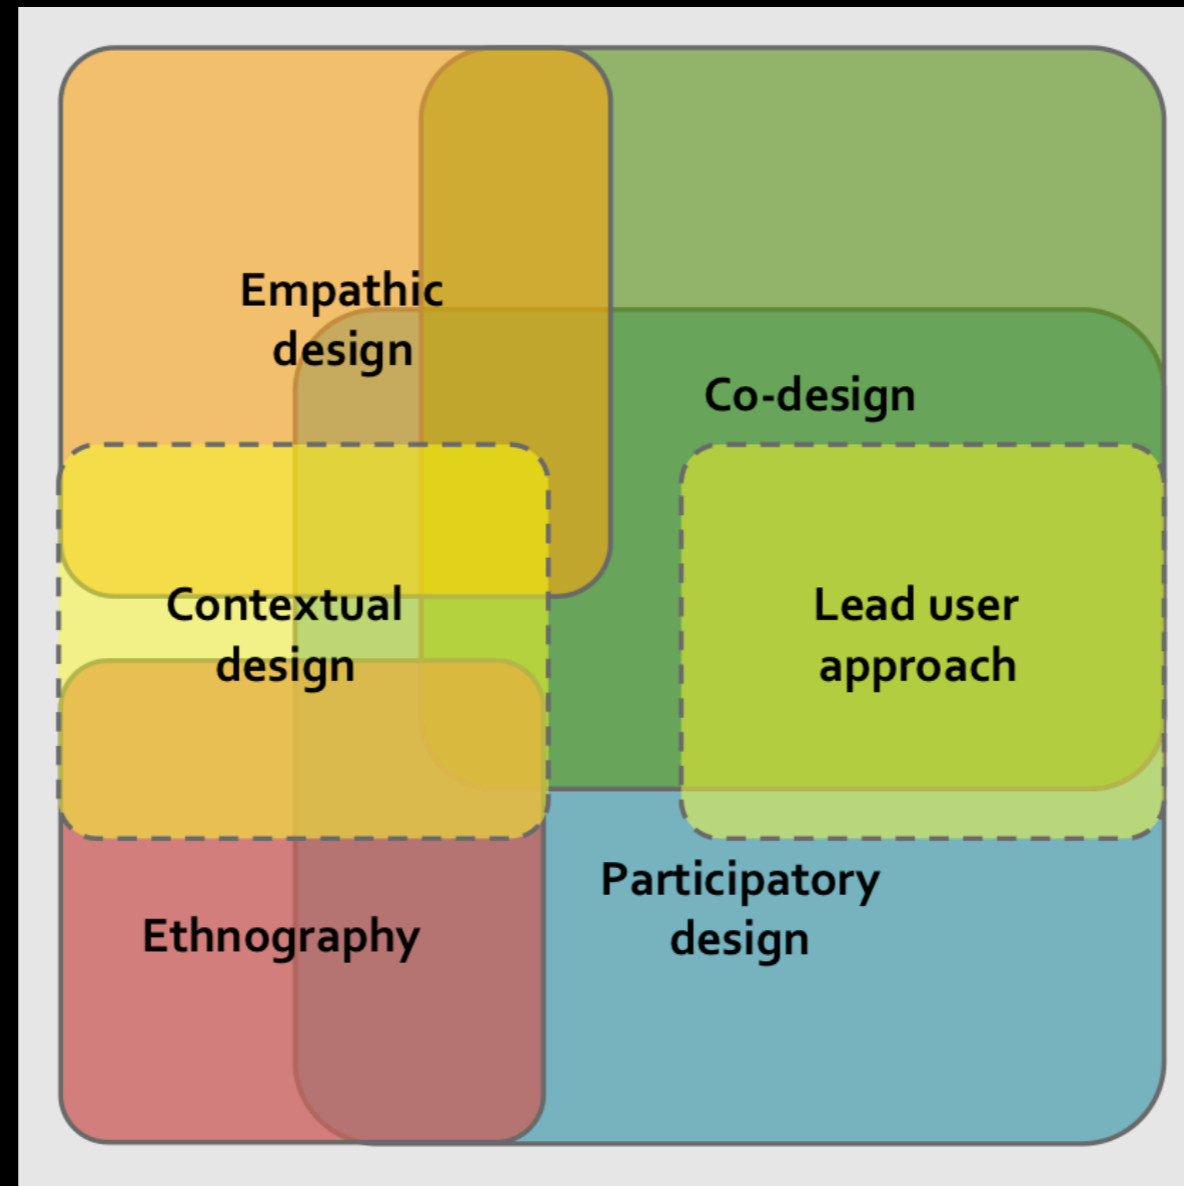 Empathic
design
Co-design
Contextual
design
Lead user
approach
Participatory
design
Ethnography